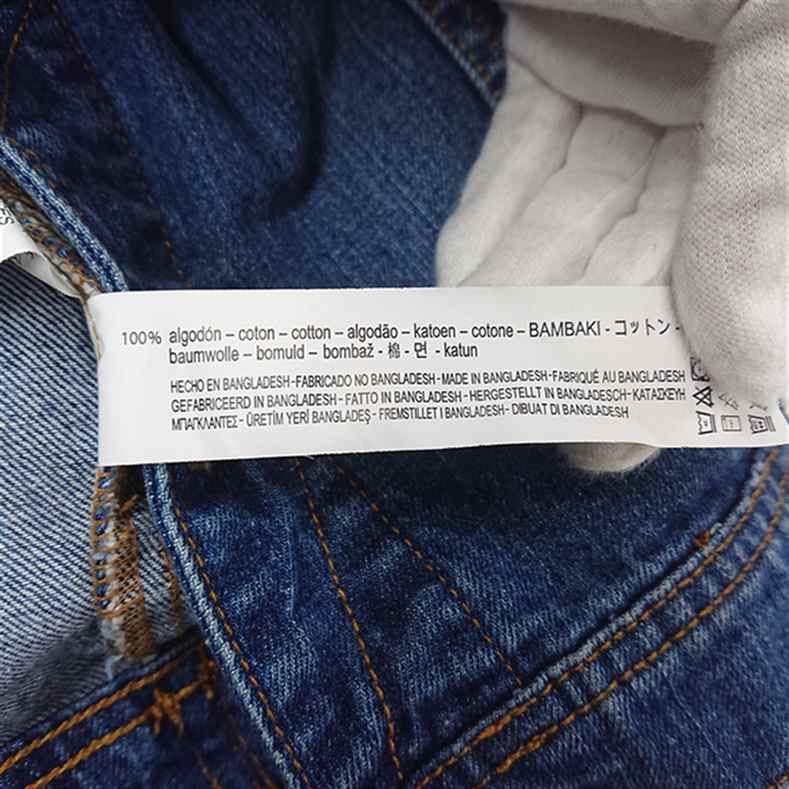 100% algodón – coton – cotton – algodão – katoen – cotone – BAMBAKI - コットン -
baumwolle – bomuld – bombaž - 棉 - 면 - katun
HECHO EN BANGLADESH-FABRICADO NO BANGLADESH-MADE IN BANGLADESH-FABRIQUÉ AU BANGLADESH
GEFABRICEERD IN BANGLADESH - FATTO IN BANGLADESH - HERGESTELLT IN BANGLADESCH - ΚΑΤΑΣΚΕΥΗ
ΜΠΑΓΚΛΑΝΤΕΣ - ÜRETİM YERİ BANGLADEŞ - FREMSTILLET I BANGLADESH - DIBUAT DI BANGLADESH